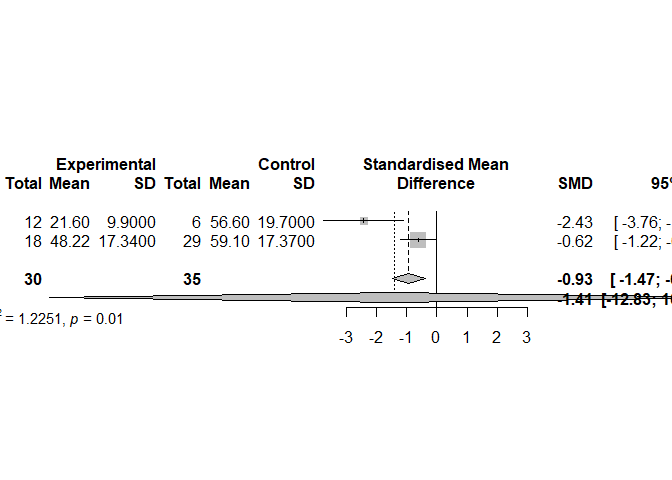 Experimental Control Standardised Mean
Total Mean SD Total Mean SD Difference SMD 95%
12 21.60 9.9000 6 56.60 19.7000 -2.43 [ -3.76; -
18 48.22 17.3400 29 59.10 17.3700 -0.62 [ -1.22; -
30 35 -0.93 [ -1.47; -
-1.41 [-12.83; 
² = 1.2251, p = 0.01
-3 -2 -1 0 1 2 3